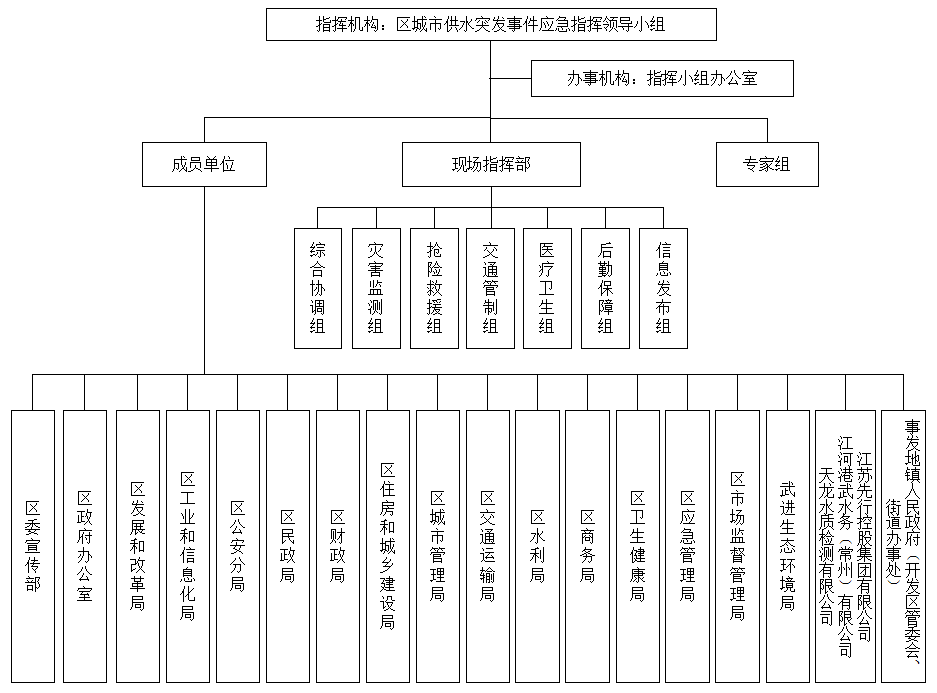 指挥机构：区城市供水突发事件应急指挥领导小组
办事机构：指挥小组办公室
成员单位
现场指挥部
专家组
综合协调组
灾害监测组
抢险救援组
交通管制组
医疗卫生组
后勤保障组
信息发布组
区委宣传部
区政府办公室
区发展和改革局
区工业和信息化局
区公安分局
区民政局
区财政局
区住房和城乡建设局
区城市管理局
区交通运输局
区水利局
区商务局
区卫生健康局
区应急管理局
区市场监督管理局
武进生态环境局
江苏先行控股集团有限公司
江河港武水务（常州）有限公司
天龙水质检测有限公司
事发地镇人民政府（开发区管委会、
街道办事处）